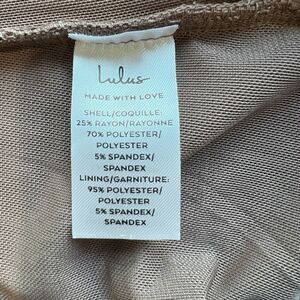 Lulus
MADE WITH LOVE
SHELL/COQUILLE:
25% RAYON/RAYONNE
70% POLYESTER/
POLYESTER
5% SPANDEX/
SPANDEX
LINING/GARNITURE:
95% POLYESTER/
POLYESTER
5% SPANDEX/
SPANDEX